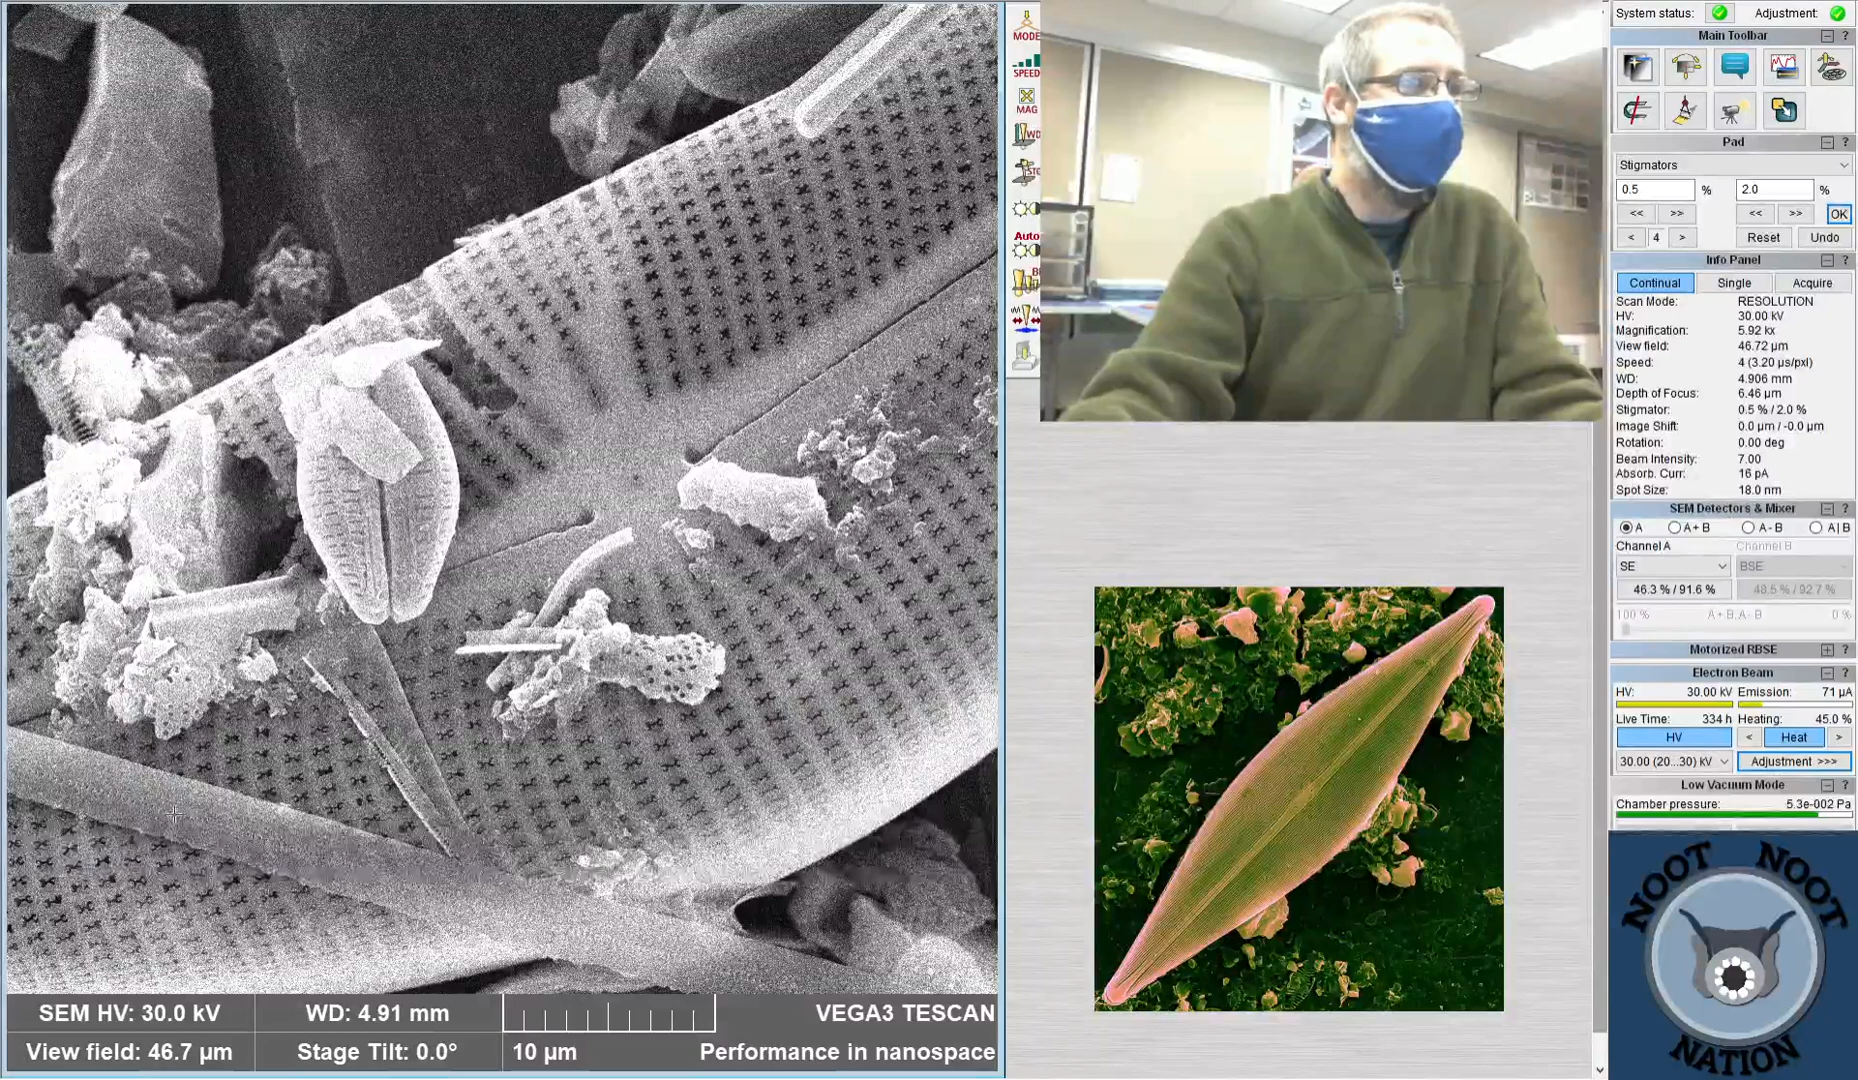 MODE
SPEED
MAG
WD
Auto
System status: Adjustment:
Main Toolbar ?
Pad ?
Stigmators
0.5 % 2.0 %
<< >> << >> OK
< 4 > Reset Undo
Info Panel ?
Continual Single Acquire
Scan Mode: RESOLUTION
HV: 30.00 kV
Magnification: 5.92 kx
View field: 46.72 µm
Speed: 4 (3.20 µs/pxl)
WD: 4.906 mm
Depth of Focus: 6.46 µm
Stigmator: 0.5 % / 2.0 %
Image Shift: 0.0 µm / -0.0 µm
Rotation: 0.00 deg
Beam Intensity: 7.00
Absorb. Curr: 16 pA
Spot Size: 18.0 nm
SEM Detectors & Mixer ?
A A+B A-B A|B
Channel A Channel B
SE BSE
46.3 % / 91.6 % 48.5 % / 92.7 %
100 % A+B,A-B 0 %
Motorized RBSE ?
Electron Beam ?
HV: 30.00 kV Emission: 71 µA
Live Time: 334 h Heating: 45.0 %
HV < Heat >
30.00 (20...30) kV Adjustment >>>
Low Vacuum Mode ?
Chamber pressure: 5.3e-002 Pa
NOOT NOOT
NATION
SEM HV: 30.0 kV WD: 4.91 mm VEGA3 TESCAN
View field: 46.7 µm Stage Tilt: 0.0° 10 µm Performance in nanospace